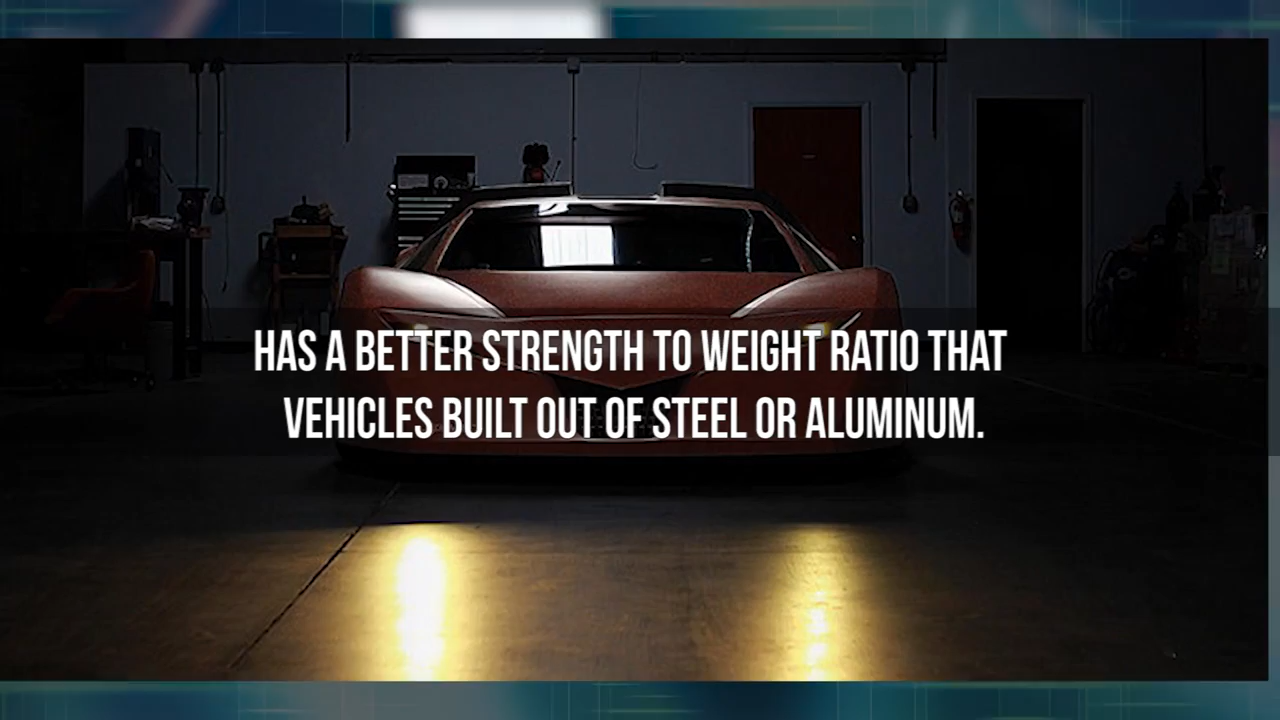 HAS A BETTER STRENGTH TO WEIGHT RATIO THAT
VEHICLES BUILT OUT OF STEEL OR ALUMINUM.